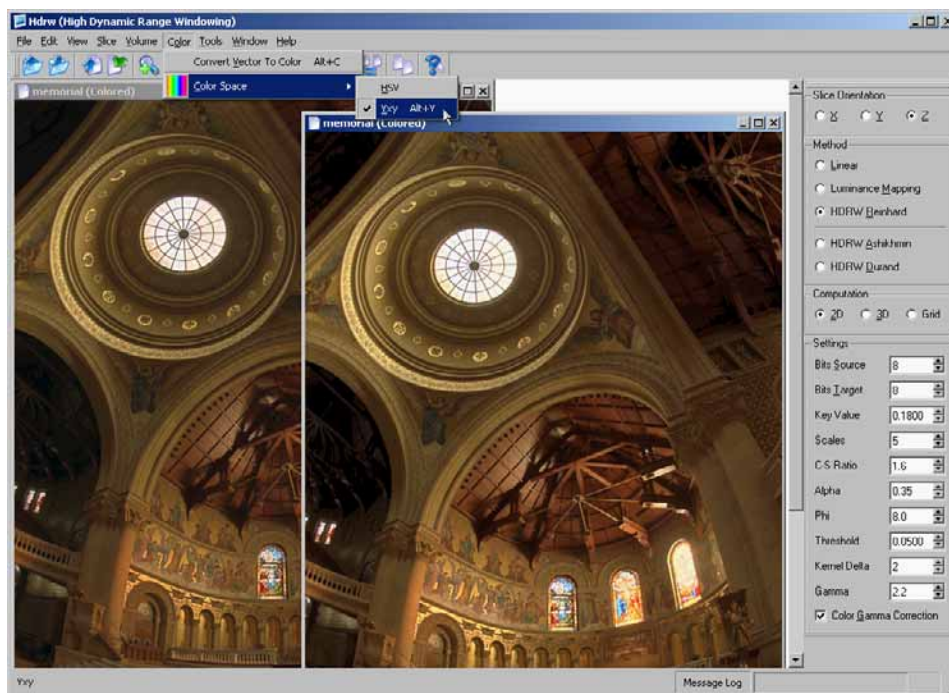 Hdrw (High Dynamic Range Windowing)
File Edit View Slice Volume Color Tools Window Help
Convert Vector To Color Alt+C
Color Space
HSV
Yxy Alt+Y
memorial (Colored)
memorial (Colored)
Slice Orientation
X Y Z
Method
Linear
Luminance Mapping
HDRW Reinhard
HDRW Ashikhmin
HDRW Durand
Computation
2D 3D Grid
Settings
Bits Source 8
Bits Target 8
Key Value 0.1800
Scales 5
C-S Ratio 1.6
Alpha 0.35
Phi 8.0
Threshold 0.0500
Kernel Delta 2
Gamma 2.2
Color Gamma Correction
Yxy
Message Log